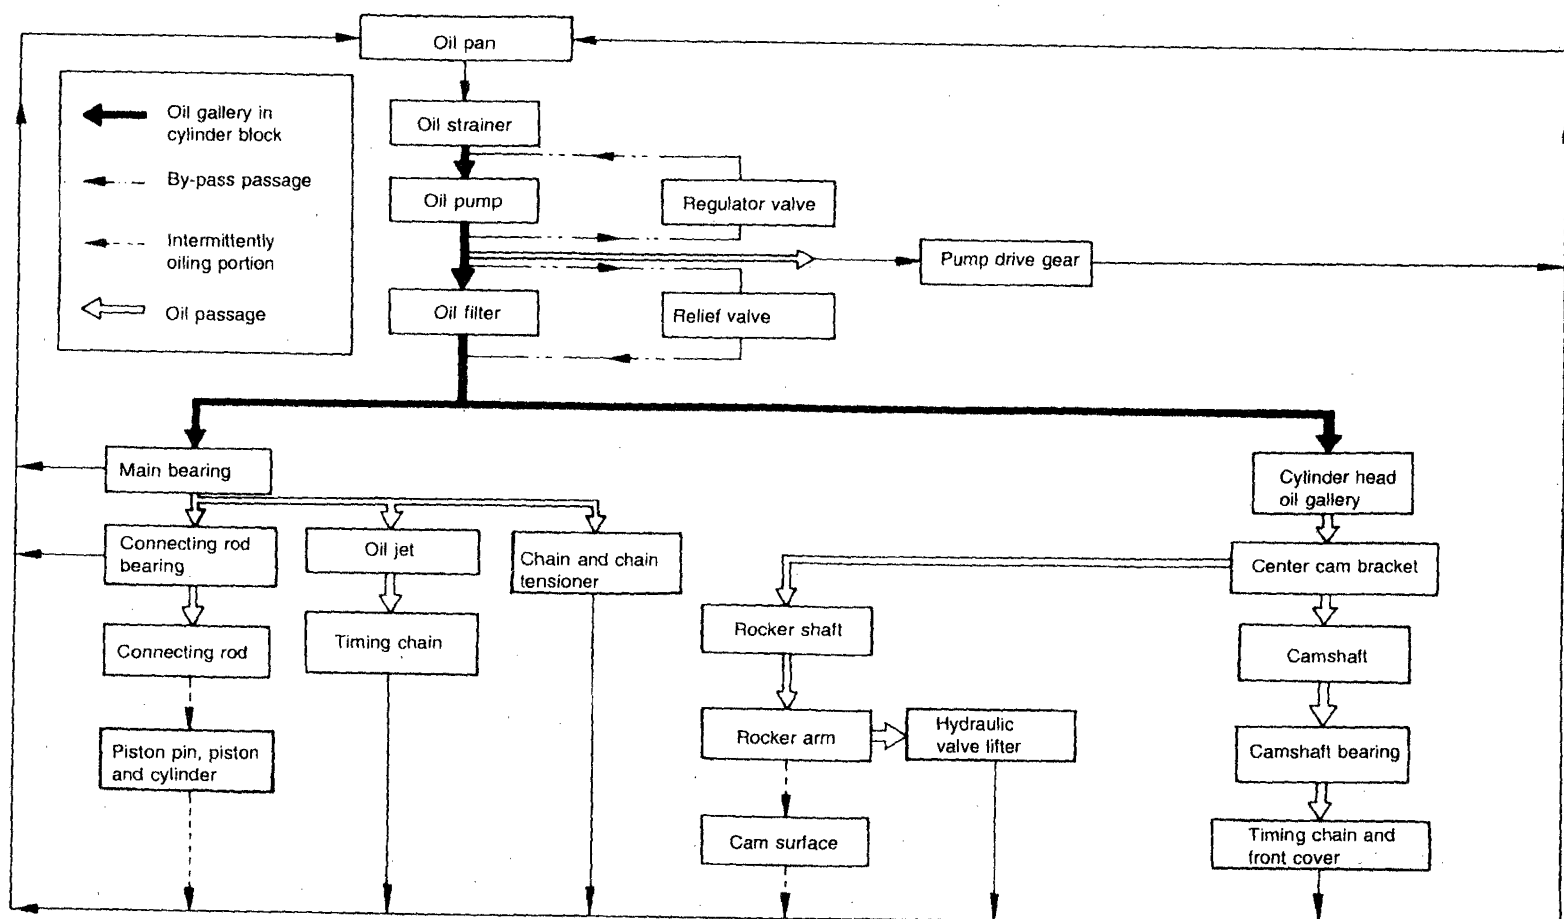 Oil pan
Oil gallery in
cylinder block
By-pass passage
Intermittently
oiling portion
Oil passage
Oil strainer
Oil pump
Regulator valve
Pump drive gear
Oil filter
Relief valve
Main bearing
Cylinder head
oil gallery
Connecting rod
bearing
Oil jet
Chain and chain
tensioner
Center cam bracket
Connecting rod
Timing chain
Rocker shaft
Camshaft
Piston pin, piston
and cylinder
Rocker arm
Hydraulic
valve lifter
Camshaft bearing
Cam surface
Timing chain and
front cover